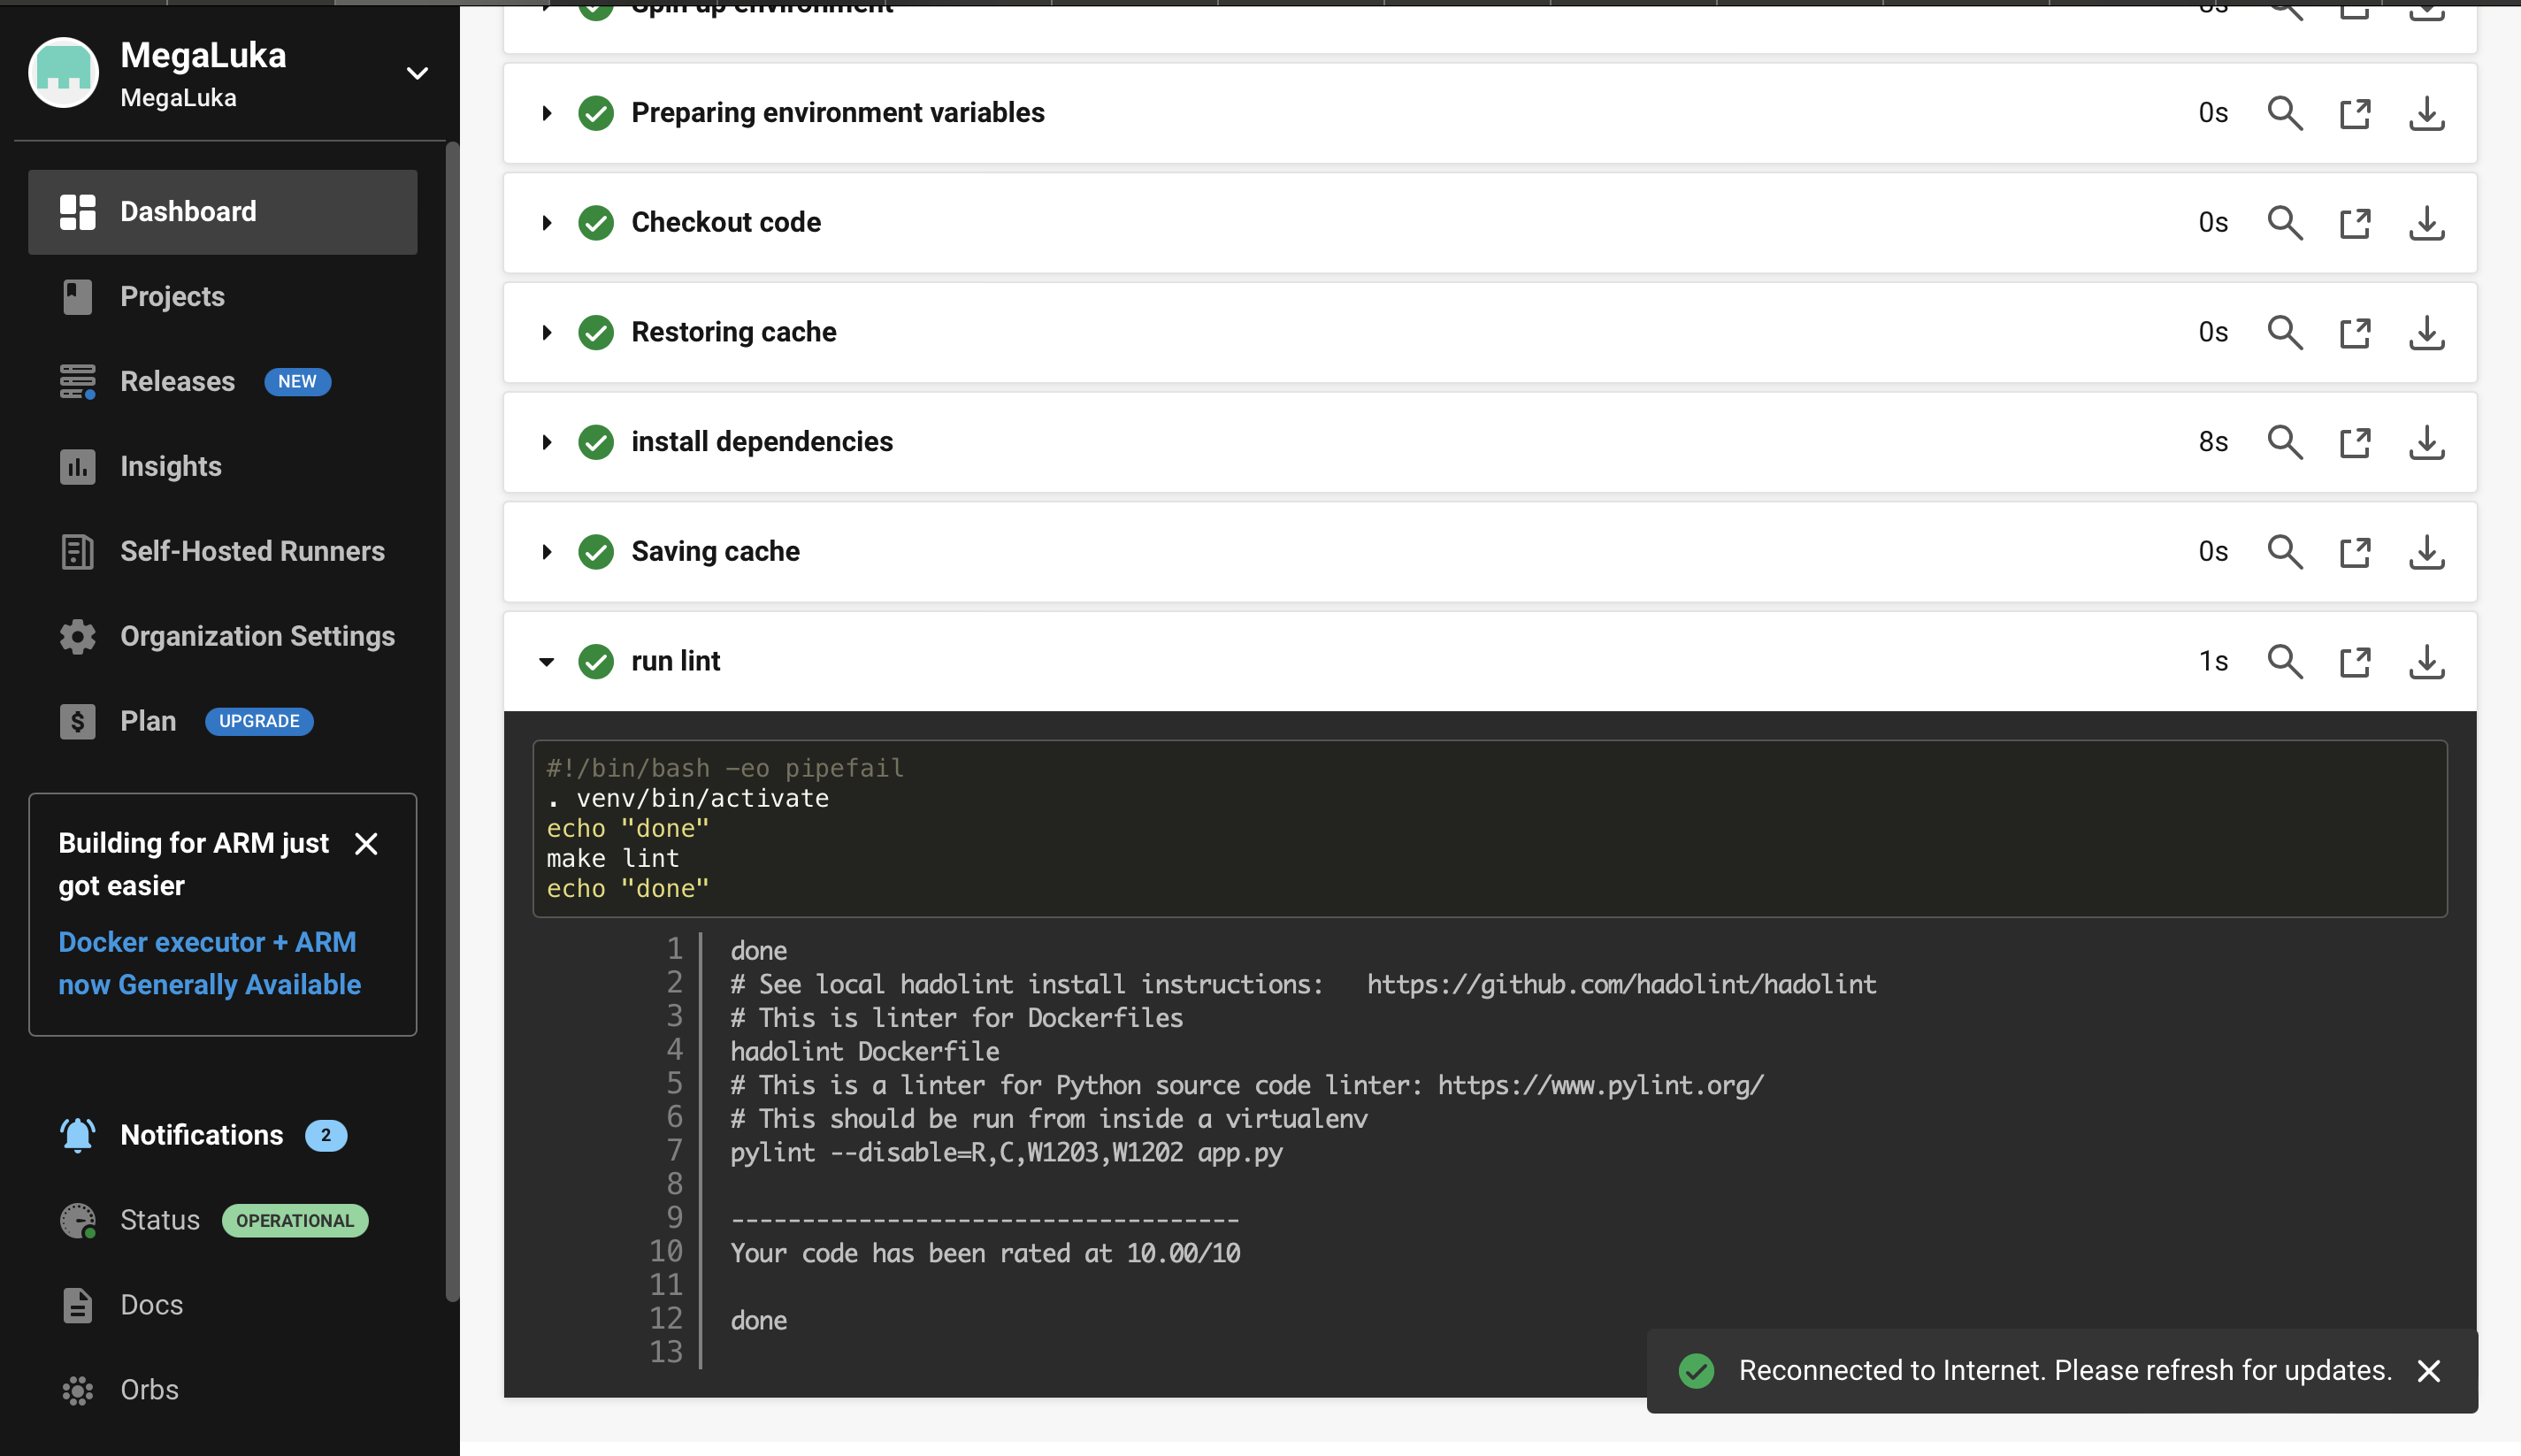 MegaLuka
MegaLuka
Dashboard
Projects
Releases NEW
Insights
Self-Hosted Runners
Organization Settings
Plan UPGRADE
Building for ARM just
got easier
Docker executor + ARM
now Generally Available
Notifications 2
Status OPERATIONAL
Docs
Orbs
Spin up environment 0s
Preparing environment variables 0s
Checkout code 0s
Restoring cache 0s
install dependencies 8s
Saving cache 0s
run lint 1s
#!/bin/bash -eo pipefail
. venv/bin/activate
echo "done"
make lint
echo "done"
1 done
2 # See local hadolint install instructions:   https://github.com/hadolint/hadolint
3 # This is linter for Dockerfiles
4 hadolint Dockerfile
5 # This is a linter for Python source code linter: https://www.pylint.org/
6 # This should be run from inside a virtualenv
7 pylint --disable=R,C,W1203,W1202 app.py
8
9 ------------------------------------
10 Your code has been rated at 10.00/10
11
12 done
13
Reconnected to Internet. Please refresh for updates.